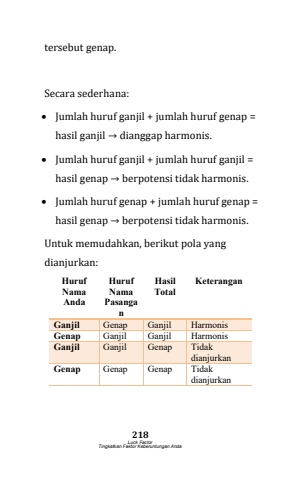 tersebut genap.
Secara sederhana:
• Jumlah huruf ganjil + jumlah huruf genap =
hasil ganjil → dianggap harmonis.
• Jumlah huruf ganjil + jumlah huruf ganjil =
hasil genap → berpotensi tidak harmonis.
• Jumlah huruf genap + jumlah huruf genap =
hasil genap → berpotensi tidak harmonis.
Untuk memudahkan, berikut pola yang
dianjurkan:
Huruf Nama Anda | Huruf Nama Pasanga n | Hasil Total | Keterangan
Ganjil | Genap | Ganjil | Harmonis
Genap | Ganjil | Ganjil | Harmonis
Ganjil | Ganjil | Genap | Tidak dianjurkan
Genap | Genap | Genap | Tidak dianjurkan
218
Luck Factor
Tingkatkan Faktor Keberuntungan Anda